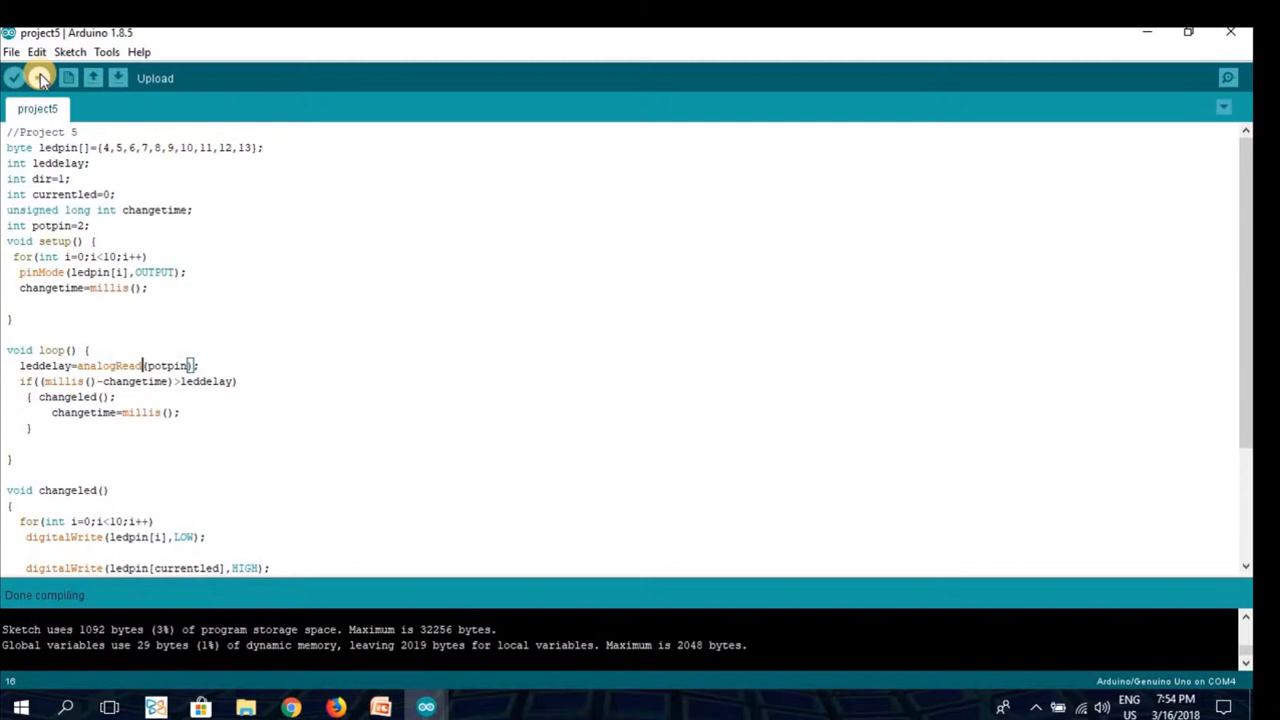 project5 | Arduino 1.8.5
File Edit Sketch Tools Help
Upload
project5
//Project 5
byte ledpin[]={4,5,6,7,8,9,10,11,12,13};
int leddelay;
int dir=1;
int currentled=0;
unsigned long int changetime;
int potpin=2;
void setup() {
for(int i=0;i<10;i++)
pinMode(ledpin[i],OUTPUT);
changetime=millis();
}
void loop() {
leddelay=analogRead(potpin);
if((millis()-changetime)>leddelay)
{ changeled();
changetime=millis();
}
}
void changeled()
{
for(int i=0;i<10;i++)
digitalWrite(ledpin[i],LOW);
digitalWrite(ledpin[currentled],HIGH);
Done compiling.
Sketch uses 1092 bytes (3%) of program storage space. Maximum is 32256 bytes.
Global variables use 29 bytes (1%) of dynamic memory, leaving 2019 bytes for local variables. Maximum is 2048 bytes.
16 Arduino/Genuino Uno on COM4
ENG 7:54 PM
US 3/16/2018